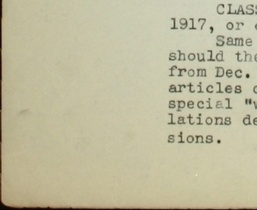 CLASS
1917, or
Same
should the
from Dec.
articles
special "w
lations de
sions.